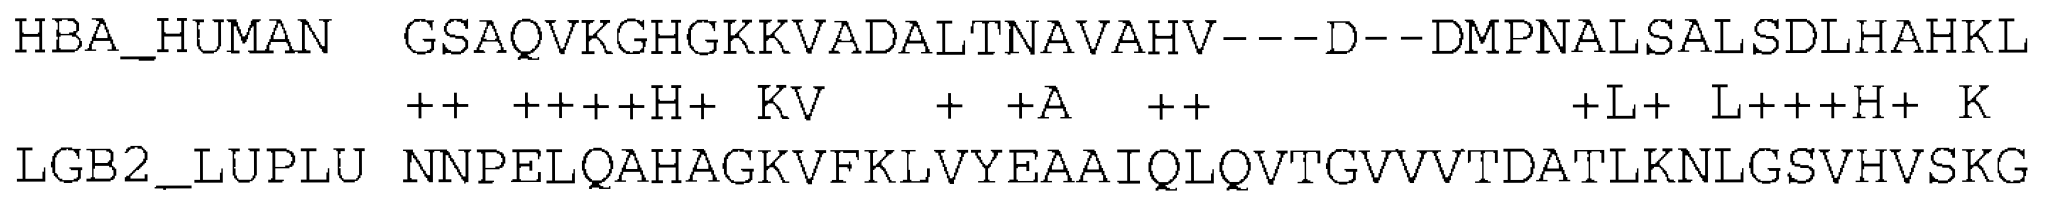 HBA_HUMAN   GSAQVKGHGKKVADALTNAVAHV---D--DMPNALSALSDLHAHKL
            ++ ++++H+ KV   + +A  ++          +L+ L+++H+ K
LGB2_LUPLU  NNPELQAHAGKVFKLVYEAAIQLQVTGVVVTDATLKNLGSVHVSKG